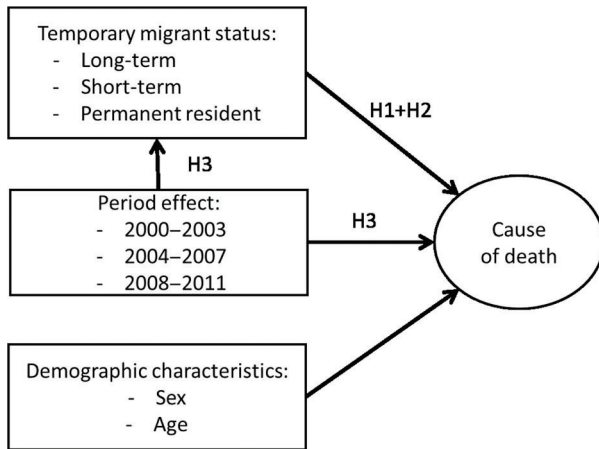 Temporary migrant status:
- Long-term
- Short-term
- Permanent resident
H1+H2
H3
Period effect:
- 2000–2003
- 2004–2007
- 2008–2011
H3
Cause
of death
Demographic characteristics:
- Sex
- Age